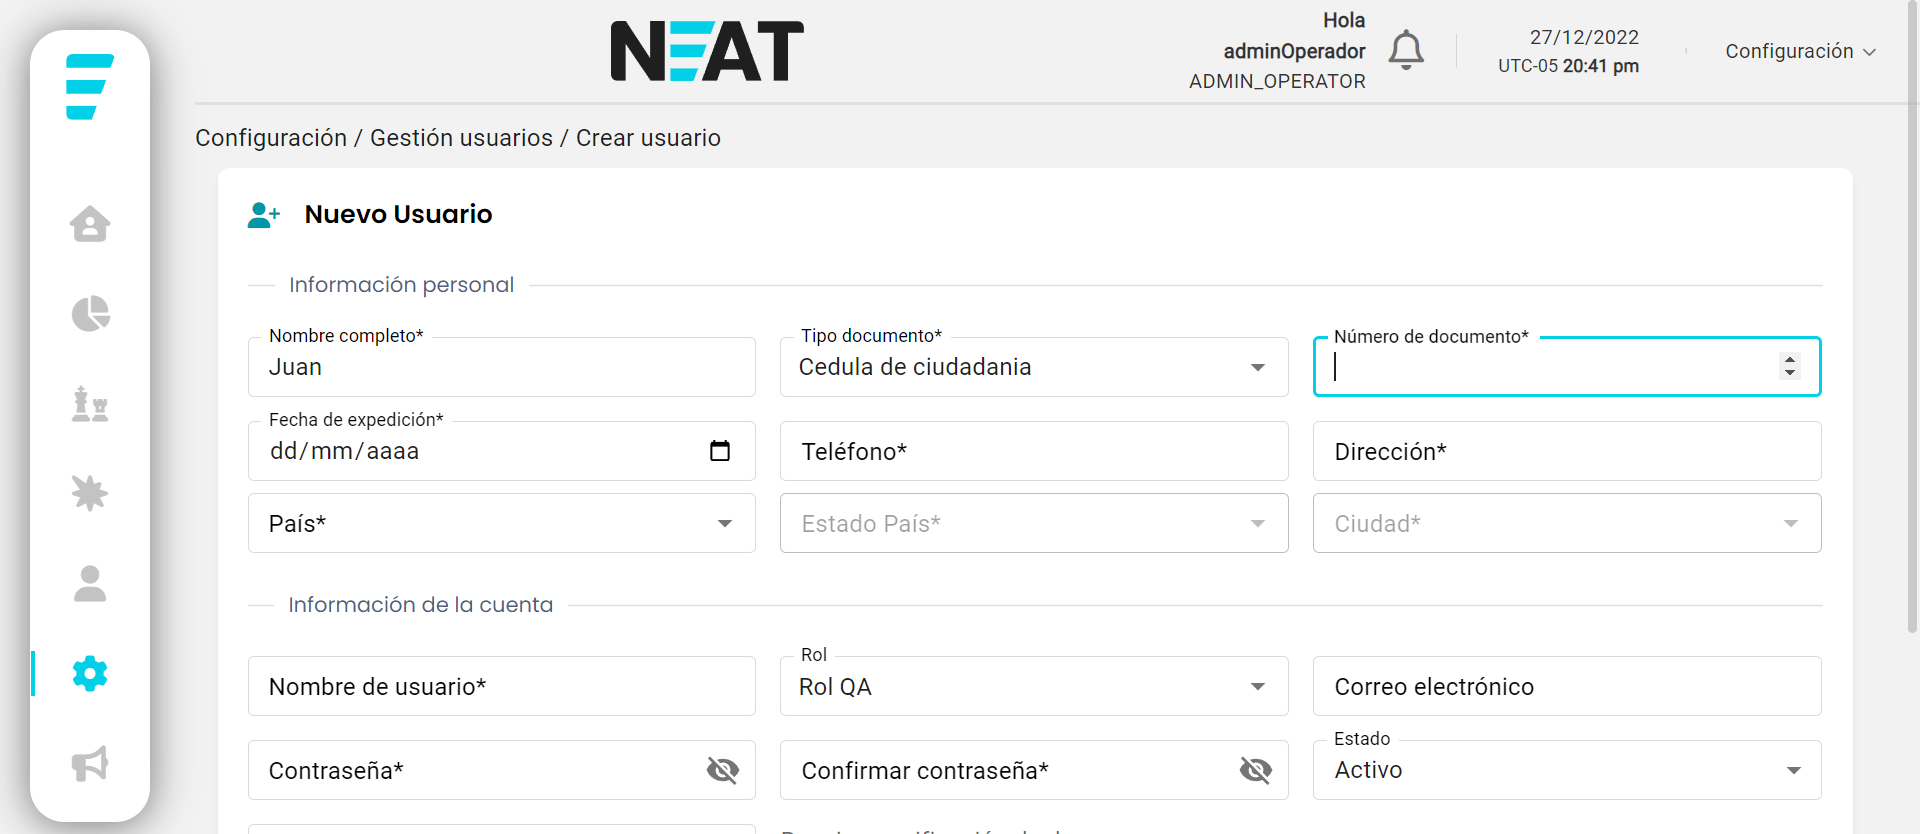 NEAT
Hola
adminOperador
ADMIN_OPERATOR
27/12/2022
UTC-05 20:41 pm
Configuración
Configuración / Gestión usuarios / Crear usuario
Nuevo Usuario
Información personal
Nombre completo*
Juan
Tipo documento*
Cedula de ciudadania
Número de documento*
Fecha de expedición*
dd/mm/aaaa
Teléfono*
Dirección*
País*
Estado País*
Ciudad*
Información de la cuenta
Nombre de usuario*
Rol
Rol QA
Correo electrónico
Contraseña*
Confirmar contraseña*
Estado
Activo